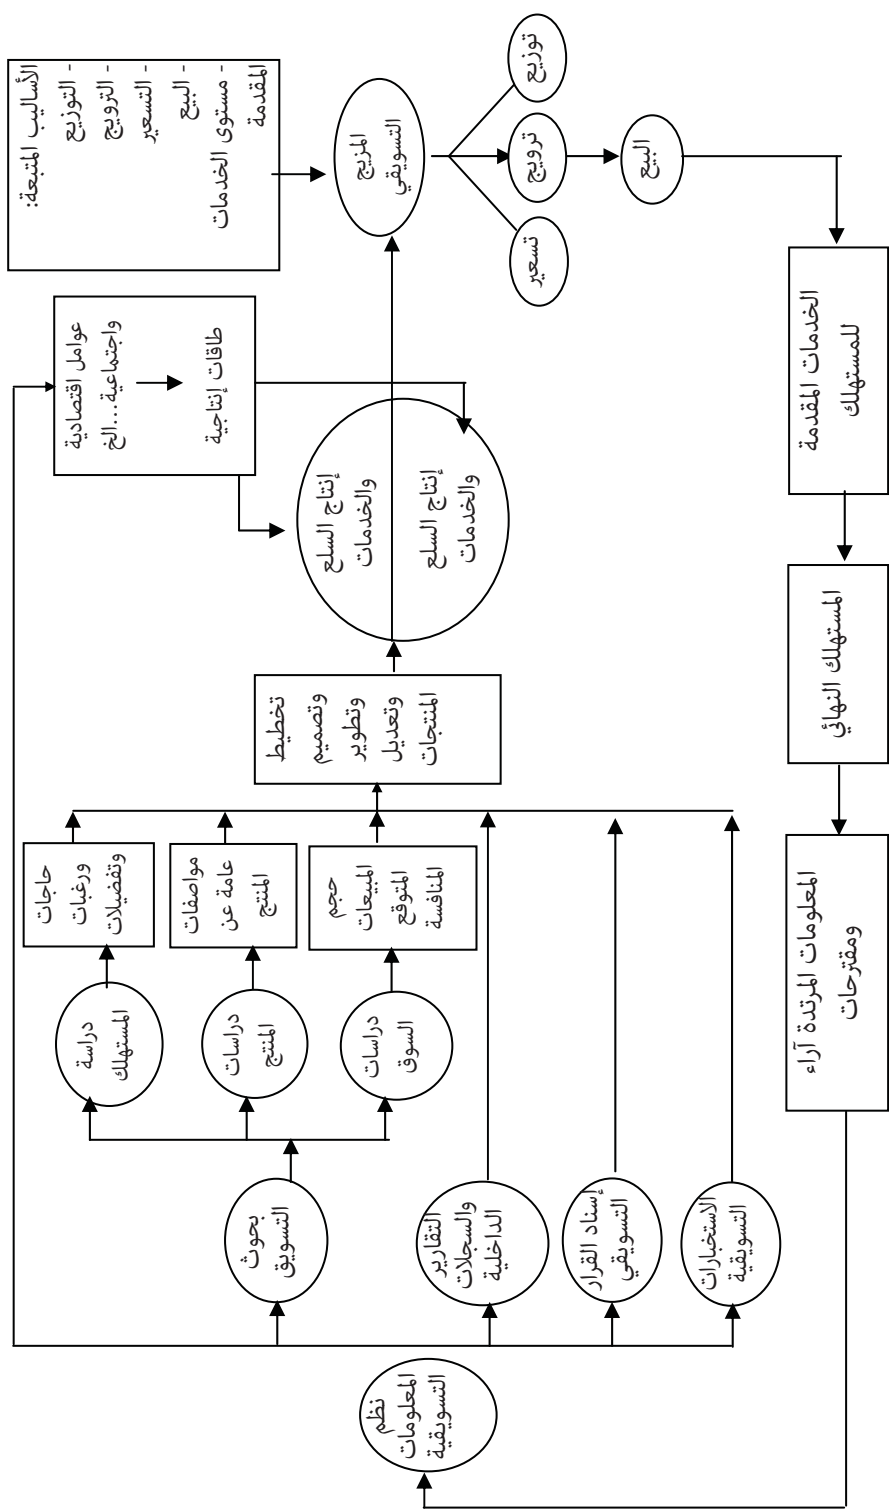 الأساليب المتبعة:
- التوزيع
- الترويج
- التسعير
- البيع
- مستوى الخدمات
المقدمة
المزيج
التسويقي
توزيع
ترويج
تسعير
البيع
عوامل اقتصادية
واجتماعية...الخ
طاقات إنتاجية
إنتاج السلع
والخدمات
إنتاج السلع
والخدمات
الخدمات المقدمة
للمستهلك
المستهلك النهائي
تخطيط
وتصميم
وتطوير
وتعديل
المنتجات
حاجات
ورغبات
وتفضيلات
مواصفات
عامة عن
المنتج
حجم
المبيعات
المتوقع
المنافسة
المعلومات المرتدة آراء
ومقترحات
دراسة
المستهلك
دراسات
المنتج
دراسات
السوق
بحوث
التسويق
التقارير
والسجلات
الداخلية
إسناد القرار
التسويقي
الاستخبارات
التسويقية
نظم
المعلومات
التسويقية